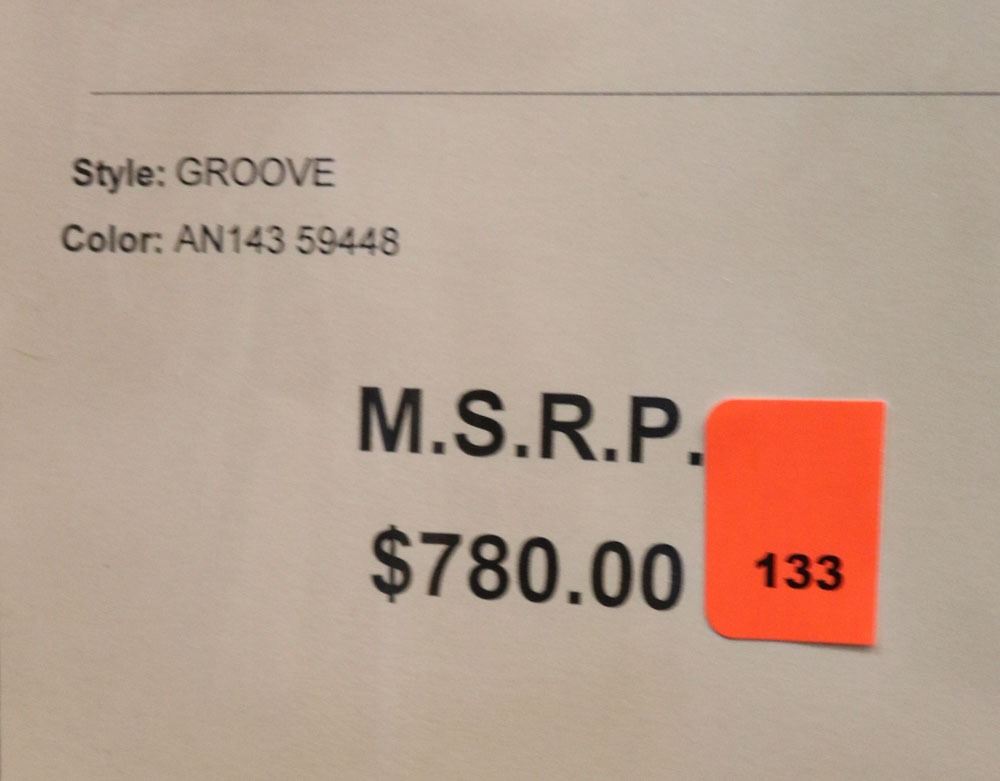 Style: GROOVE
Color: AN143 59448
M.S.R.P.
$780.00
133